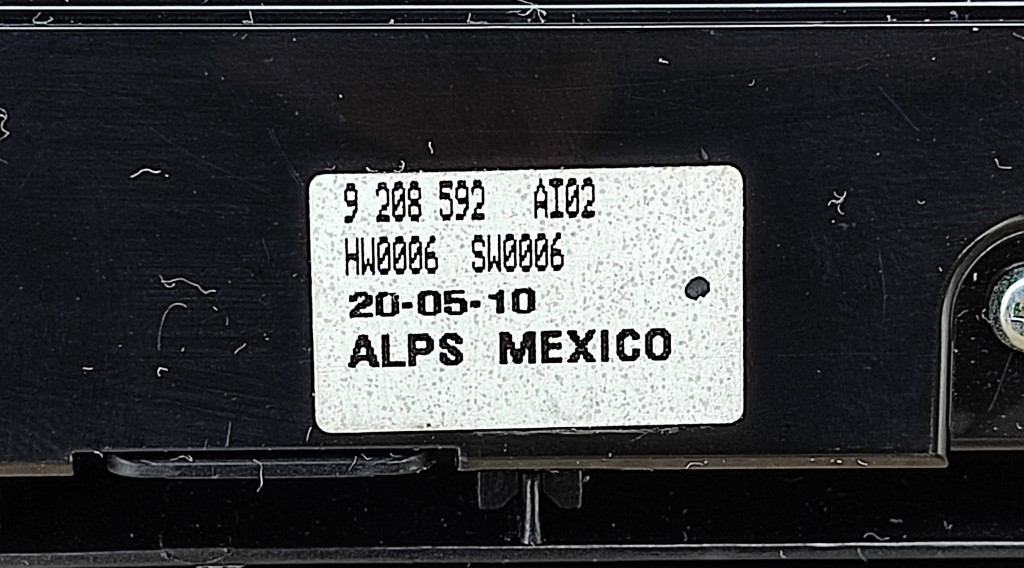 9 208 592 AI02
HW0006 SW0006
20-05-10
ALPS MEXICO